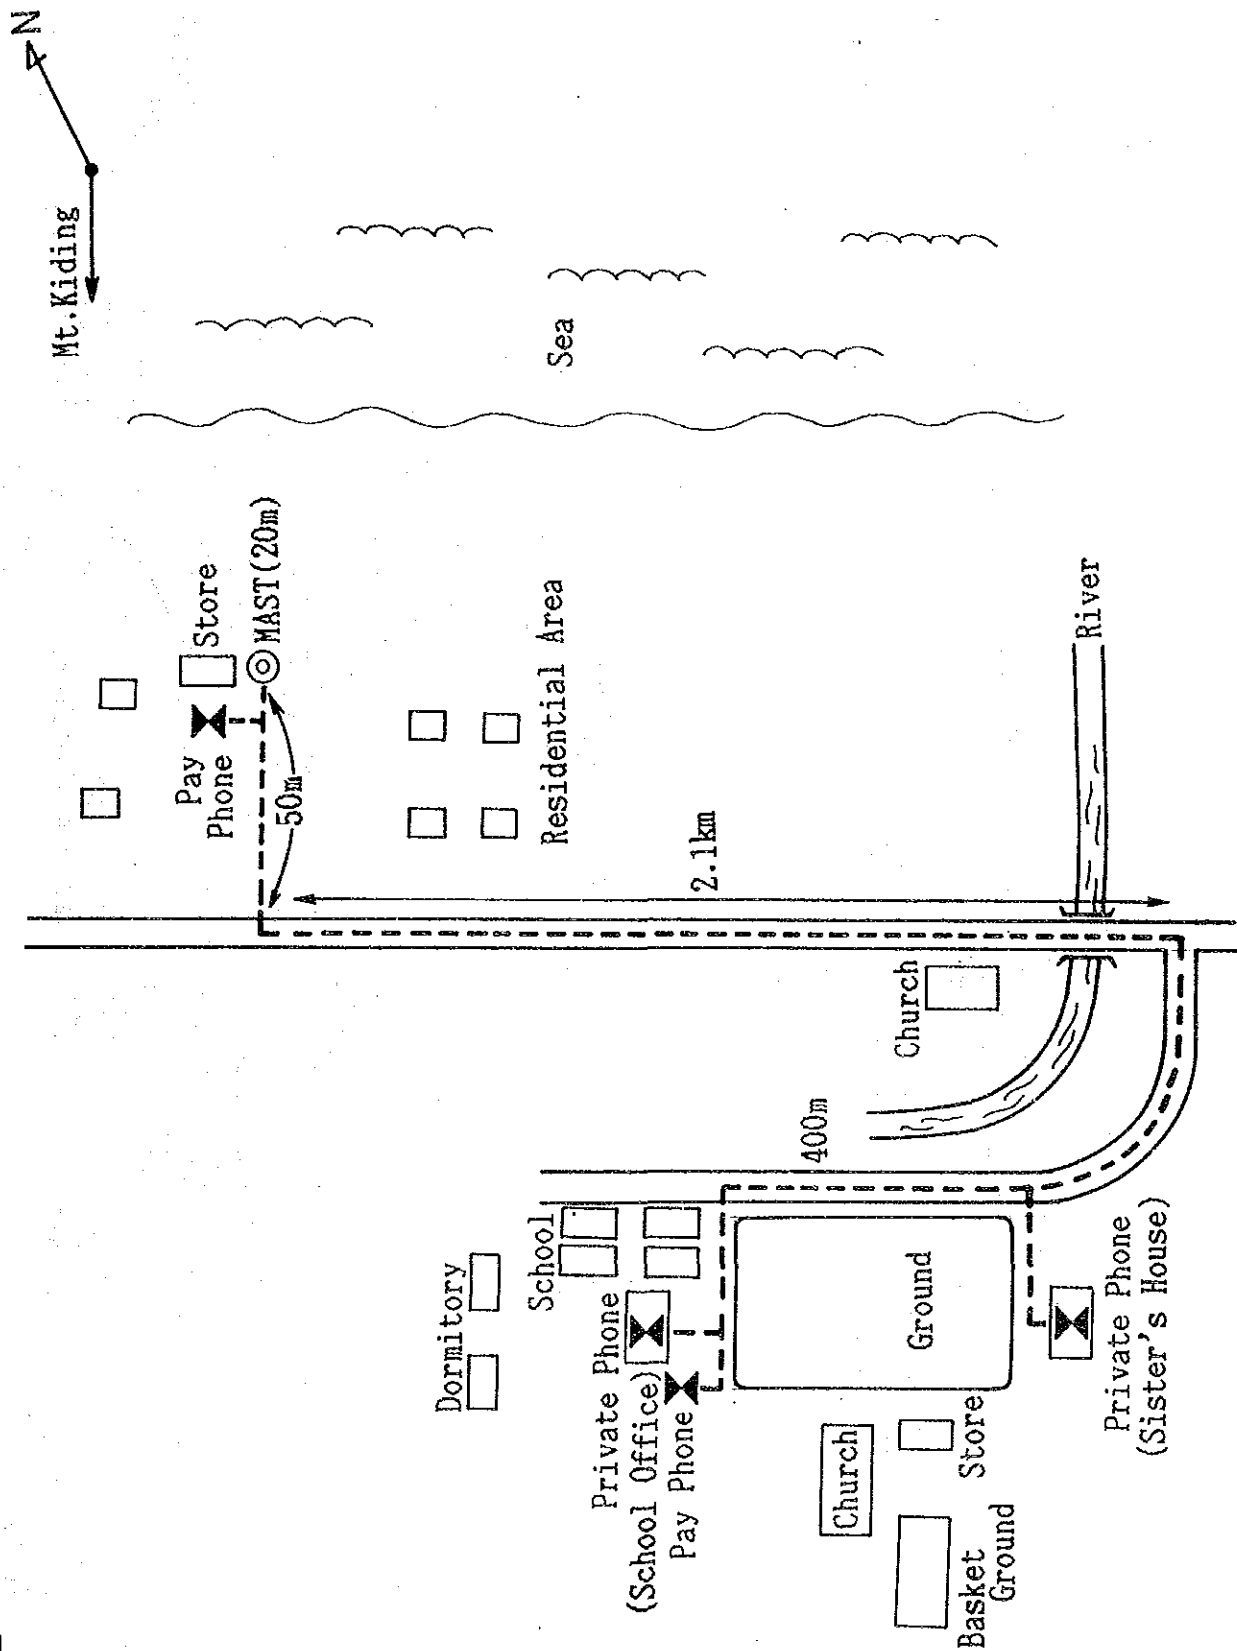 N
Mt.Kiding
Sea
Store
MAST(20m)
Pay
Phone
50m
Residential Area
2.1km
River
Church
400m
School
Dormitory
Private Phone
(School Office)
Pay Phone
Ground
Church
Store
Basket
Ground
Private Phone
(Sister's House)